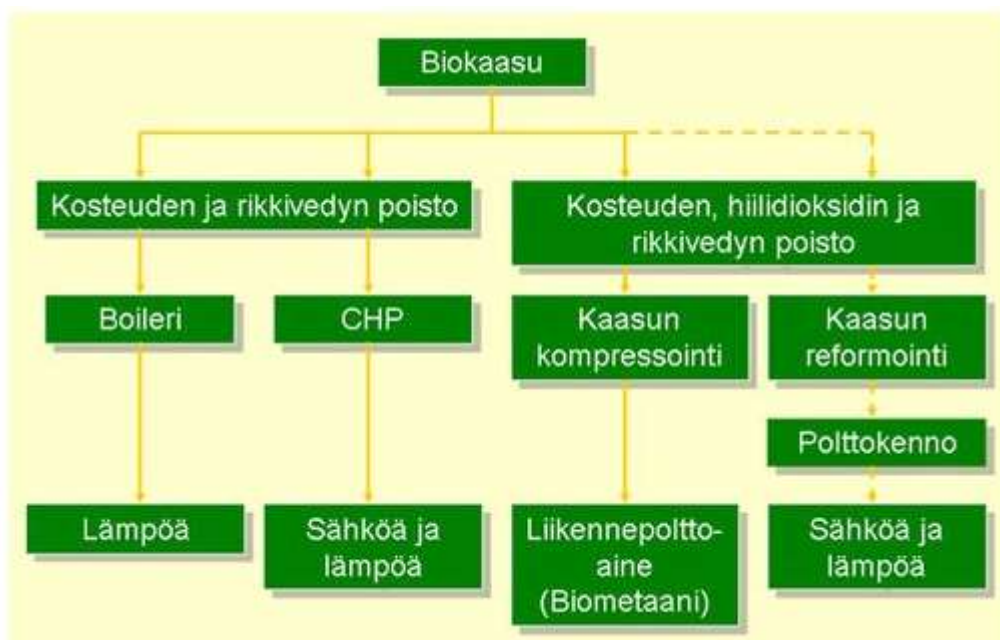 Biokaasu
Kosteuden ja rikkivedyn poisto
Kosteuden, hiilidioksidin ja
rikkivedyn poisto
Boileri
CHP
Kaasun
kompressointi
Kaasun
reformointi
Polttokenno
Lämpöä
Sähköä ja
lämpöä
Liikennepoltto-
aine
(Biometaani)
Sähköä ja
lämpöä